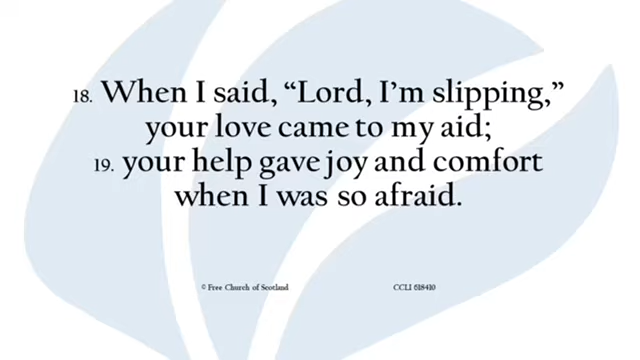 18. When I said, “Lord, I’m slipping,”
your love came to my aid;
19. your help gave joy and comfort
when I was so afraid.
© Free Church of Scotland CCLI 618410